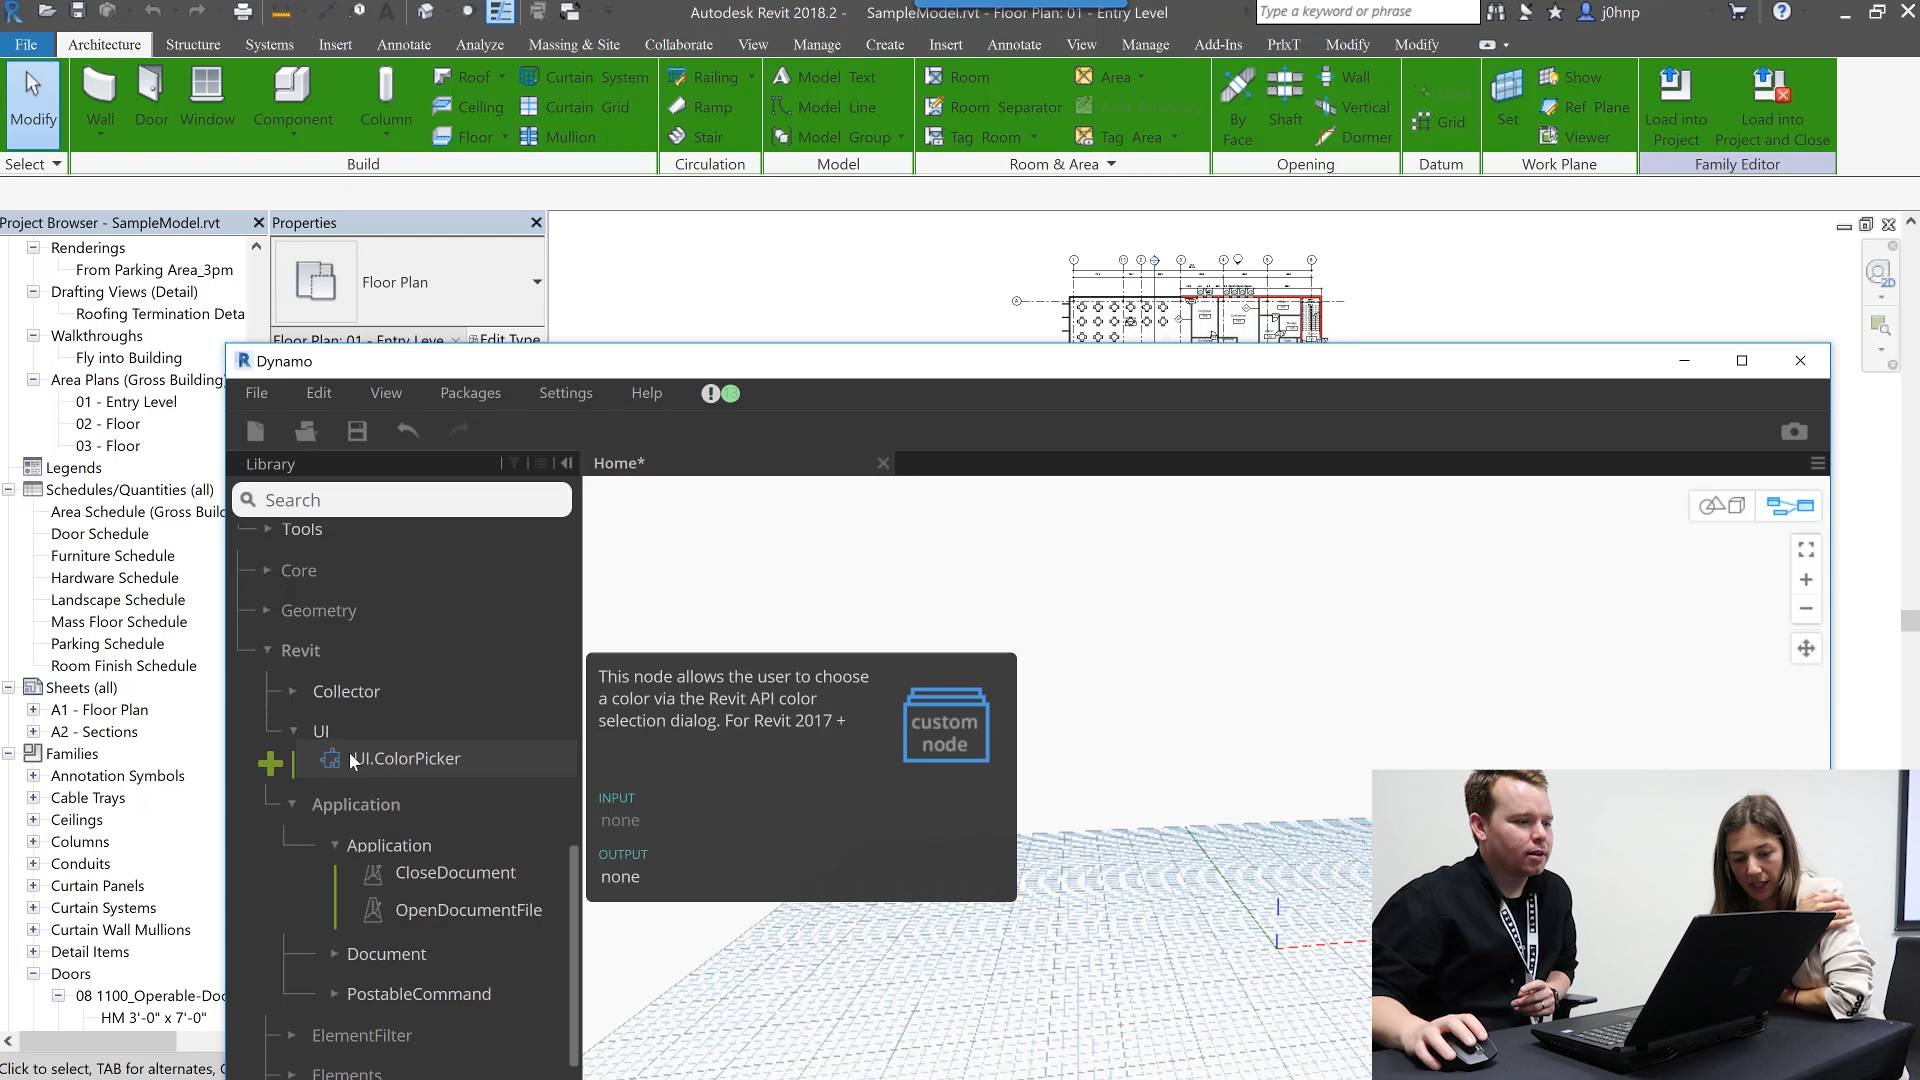 Autodesk Revit 2018.2 - SampleModel.rvt - Floor Plan: 01 - Entry Level
Type a keyword or phrase
j0hnp
File Architecture Structure Systems Insert Annotate Analyze Massing & Site Collaborate View Manage Create Insert Annotate View Manage Add-Ins PrlxT Modify Modify
Modify
Wall
Door
Window
Component
Column
Roof
Ceiling
Floor
Curtain System
Curtain Grid
Mullion
Railing
Ramp
Stair
Model Text
Model Line
Model Group
Room
Room Separator
Tag Room
Area
Tag Area
By Face
Shaft
Wall
Vertical
Dormer
Grid
Set
Show
Ref Plane
Viewer
Load into Project
Load into Project and Close
Select
Build
Circulation
Model
Room & Area
Opening
Datum
Work Plane
Family Editor
Project Browser - SampleModel.rvt
Renderings
From Parking Area_3pm
Drafting Views (Detail)
Roofing Termination Deta
Walkthroughs
Fly into Building
Area Plans (Gross Building
01 - Entry Level
02 - Floor
03 - Floor
Legends
Schedules/Quantities (all)
Area Schedule (Gross Builc
Door Schedule
Furniture Schedule
Hardware Schedule
Landscape Schedule
Mass Floor Schedule
Parking Schedule
Room Finish Schedule
Sheets (all)
A1 - Floor Plan
A2 - Sections
Families
Annotation Symbols
Cable Trays
Ceilings
Columns
Conduits
Curtain Panels
Curtain Systems
Curtain Wall Mullions
Detail Items
Doors
08 1100_Operable-Doo
HM 3'-0" x 7'-0"
Click to select, TAB for alternates, C
Properties
Floor Plan
Floor Plan: 01 - Entry Leve
Edit Type
2D
Dynamo
File Edit View Packages Settings Help
Library
Home*
Search
Tools
Core
Geometry
Revit
Collector
UI
UI.ColorPicker
Application
Application
CloseDocument
OpenDocumentFile
Document
PostableCommand
ElementFilter
Elements
This node allows the user to choose
a color via the Revit API color
selection dialog. For Revit 2017 +
custom
node
INPUT
none
OUTPUT
none